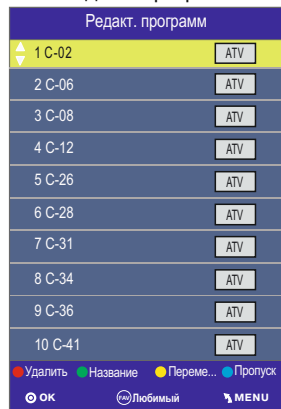 Редакт. программ
1 C-02 ATV
2 C-06 ATV
3 C-08 ATV
4 C-12 ATV
5 C-26 ATV
6 C-28 ATV
7 C-31 ATV
8 C-34 ATV
9 C-36 ATV
10 C-41 ATV
Удалить Название Переме... Пропуск
OK FAV Любимый MENU